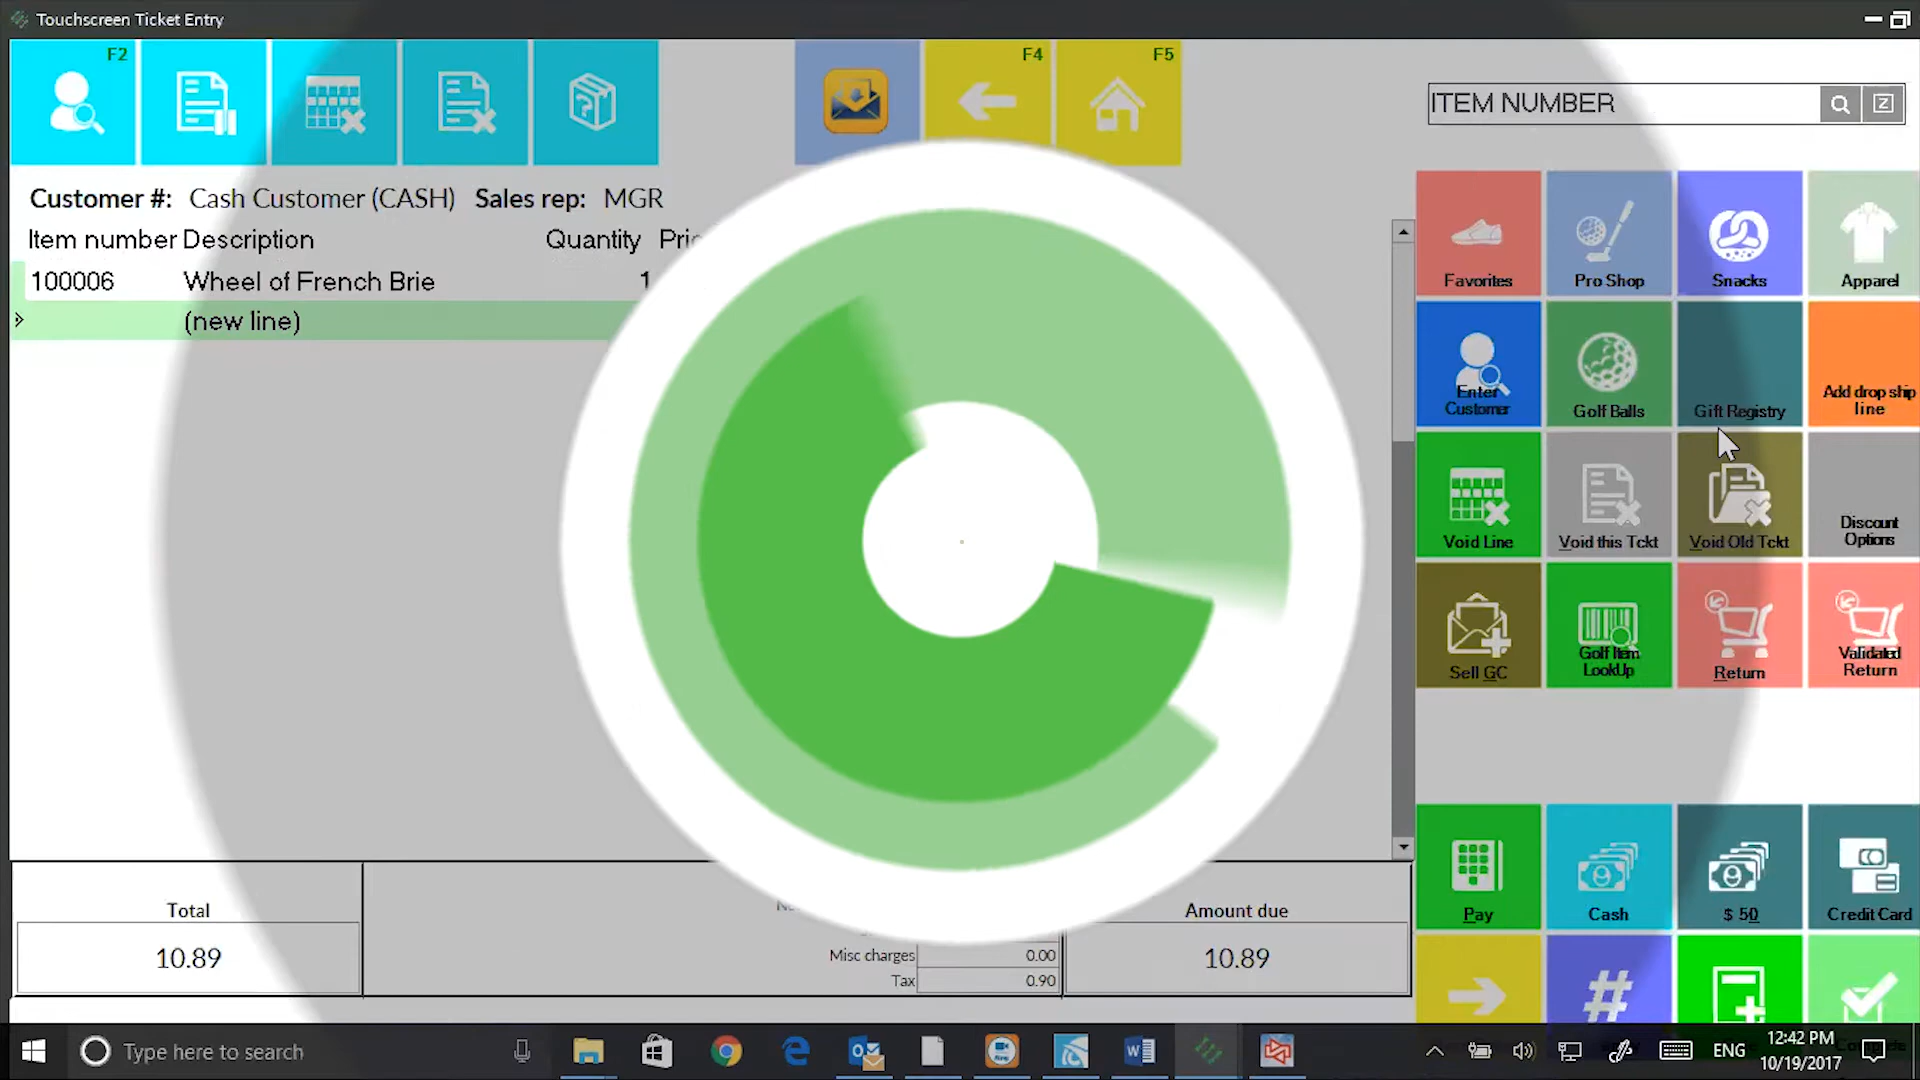 Touchscreen Ticket Entry
F2
F4
F5
ITEM NUMBER
Customer #: Cash Customer (CASH) Sales rep: MGR
Item number Description Quantity
100006 Wheel of French Brie 1
(new line)
Favorites
Pro Shop
Snacks
Apparel
Enter
Customer
Golf Balls
Gift Registry
Add drop ship
line
Void Line
Void this Tckt
Void Old Tckt
Discount
Options
Sell GC
Golf Item
LookUp
Return
Validated
Return
Pay
Cash
$ 50
Credit Card
#
Total
10.89
Misc charges 0.00
Tax 0.90
Amount due
10.89
Type here to search
ENG
12:42 PM
10/19/2017